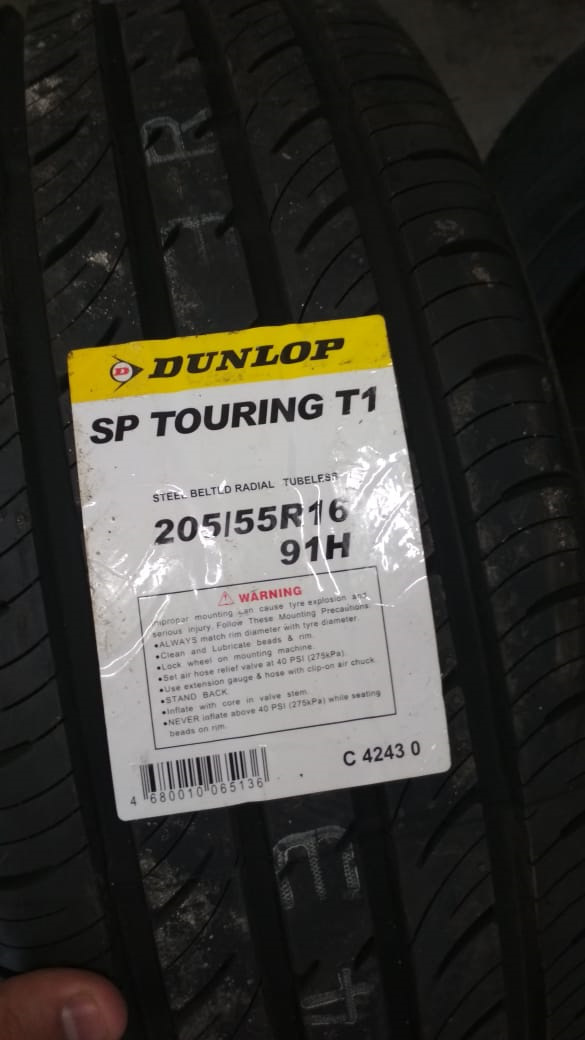 DUNLOP
SP TOURING T1
STEEL BELTED RADIAL TUBELESS
205/55R16
91H
WARNING
Improper mounting can cause tyre explosion and
serious injury. Follow These Mounting Precautions
•ALWAYS match rim diameter with tyre diameter
•Clean and Lubricate beads & rim.
•Lock wheel on mounting machine.
•Set air hose relief valve at 40 PSI (275kPa).
•Use extension gauge & hose with clip-on air chuck.
•STAND BACK.
•Inflate with core in valve stem.
•NEVER inflate above 40 PSI (275kPa) while seating
beads on rim.
C 4243 0
4 680010 065136